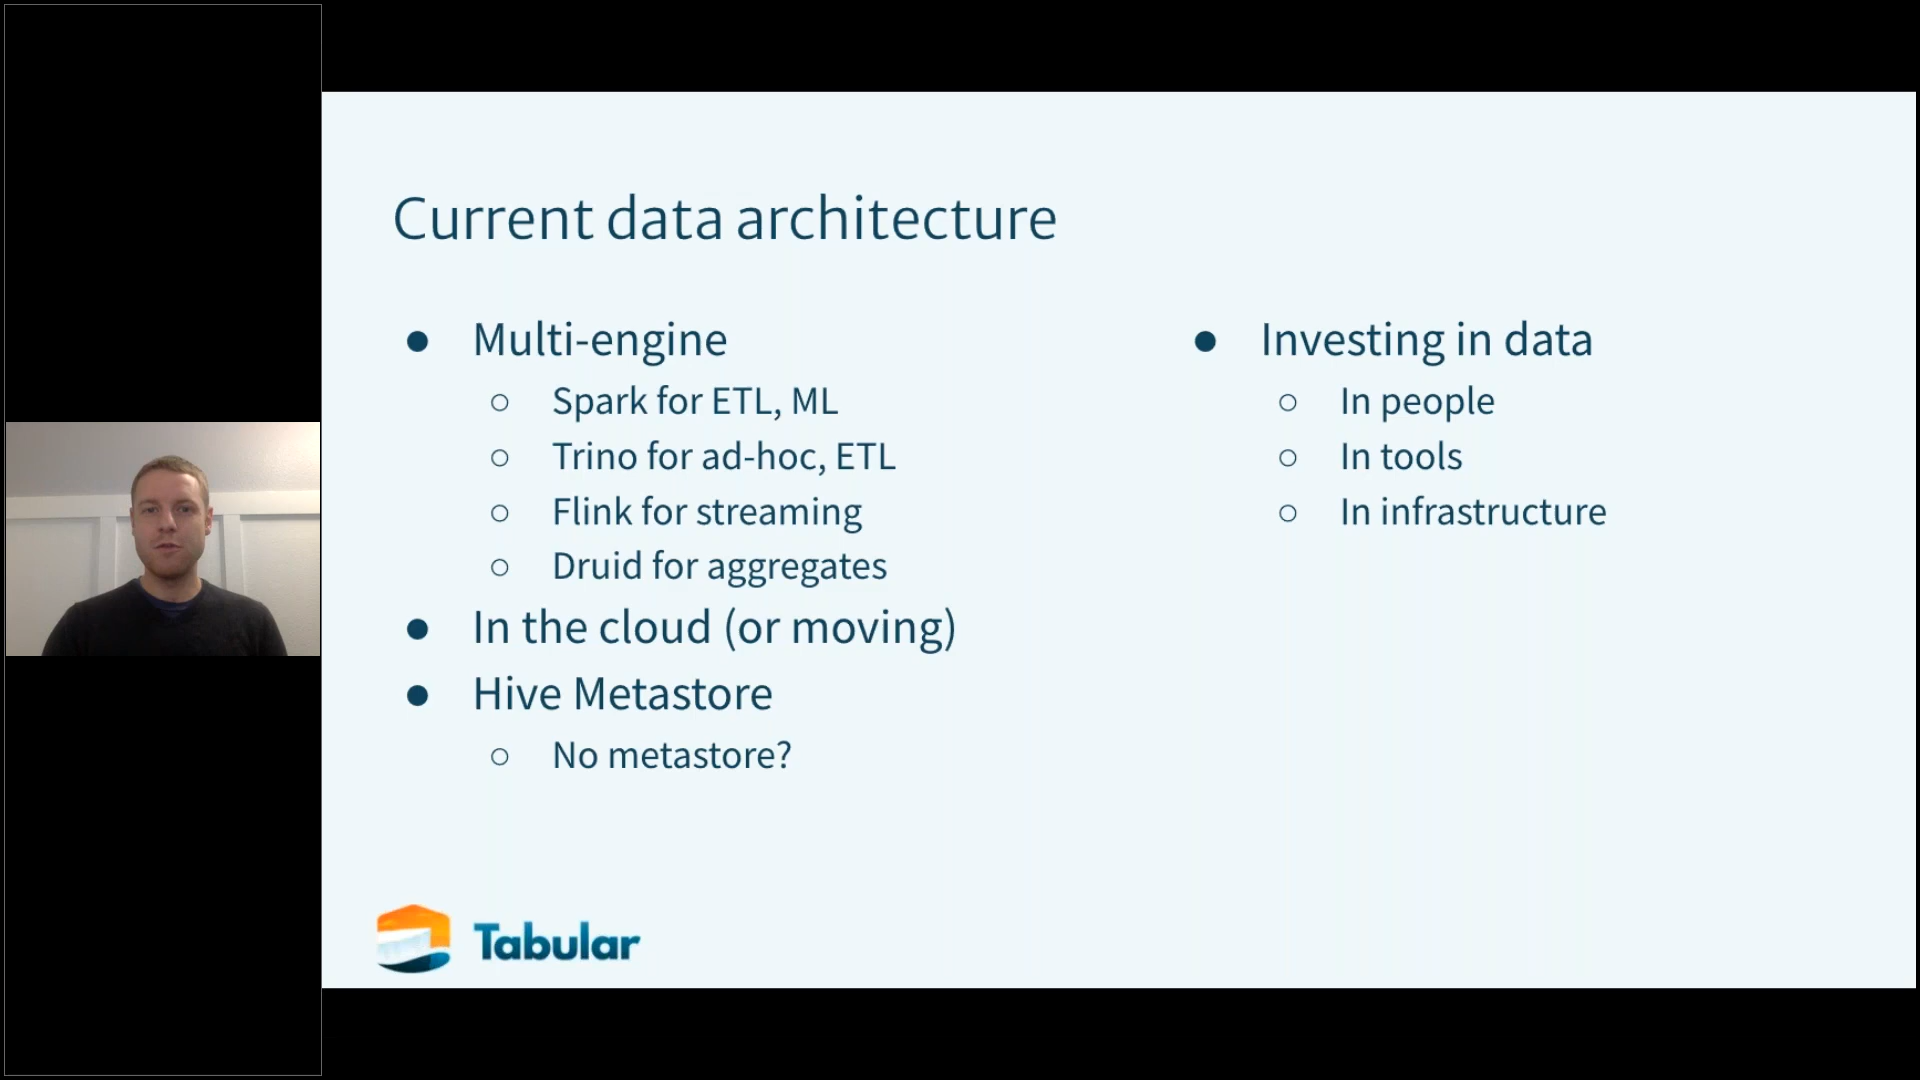 Current data architecture
Multi-engine
Spark for ETL, ML
Trino for ad-hoc, ETL
Flink for streaming
Druid for aggregates
In the cloud (or moving)
Hive Metastore
No metastore?
Investing in data
In people
In tools
In infrastructure
Tabular